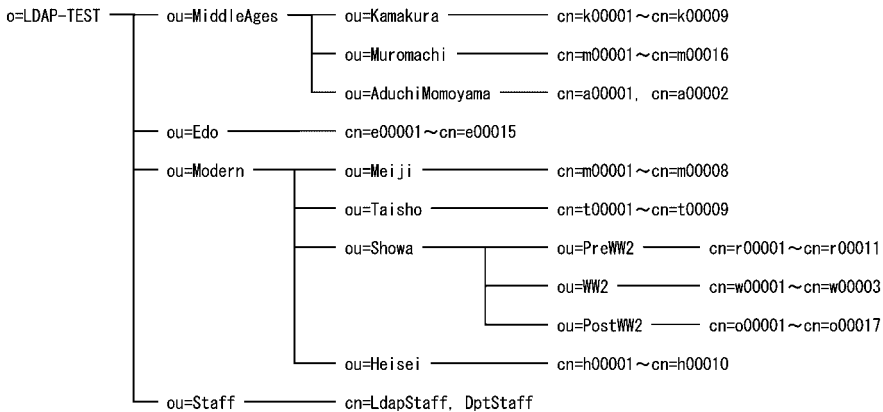 o=LDAP-TEST ou=MiddleAges ou=Kamakura cn=k00001～cn=k00009
ou=Muromachi cn=m00001～cn=m00016
ou=AduchiMomoyama cn=a00001, cn=a00002
ou=Edo cn=e00001～cn=e00015
ou=Modern ou=Meiji cn=m00001～cn=m00008
ou=Taisho cn=t00001～cn=t00009
ou=Showa ou=PreWW2 cn=r00001～cn=r00011
ou=WW2 cn=w00001～cn=w00003
ou=PostWW2 cn=o00001～cn=o00017
ou=Heisei cn=h00001～cn=h00010
ou=Staff cn=LdapStaff, DptStaff